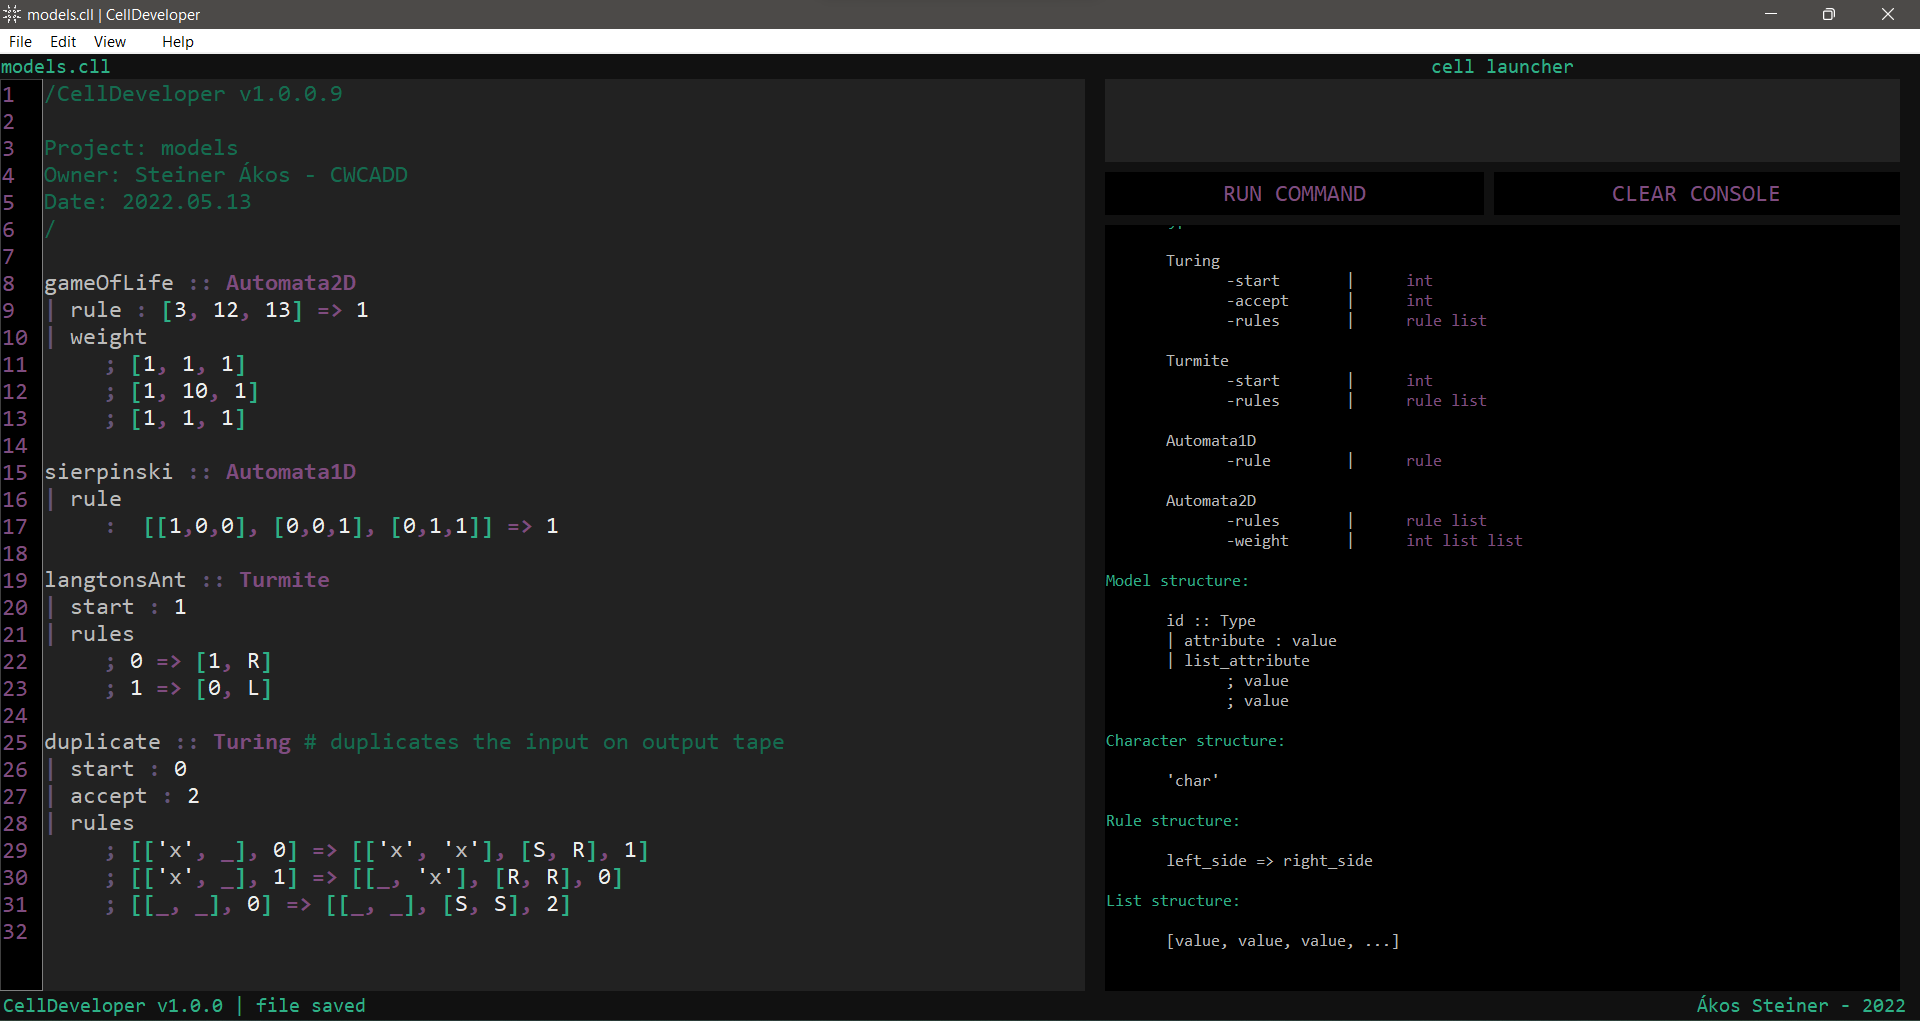 models.cll | CellDeveloper
File Edit View Help
models.cll
1 /CellDeveloper v1.0.0.9
2
3 Project: models
4 Owner: Steiner Ákos - CWCADD
5 Date: 2022.05.13
6 /
7
8 gameOfLife :: Automata2D
9 | rule : [3, 12, 13] => 1
10 | weight
11 ; [1, 1, 1]
12 ; [1, 10, 1]
13 ; [1, 1, 1]
14
15 sierpinski :: Automata1D
16 | rule
17 : [[1,0,0], [0,0,1], [0,1,1]] => 1
18
19 langtonsAnt :: Turmite
20 | start : 1
21 | rules
22 ; 0 => [1, R]
23 ; 1 => [0, L]
24
25 duplicate :: Turing # duplicates the input on output tape
26 | start : 0
27 | accept : 2
28 | rules
29 ; [['x', _], 0] => [['x', 'x'], [S, R], 1]
30 ; [['x', _], 1] => [[_, 'x'], [R, R], 0]
31 ; [[_, _], 0] => [[_, _], [S, S], 2]
32
cell launcher
RUN COMMAND CLEAR CONSOLE
Turing
-start | int
-accept | int
-rules | rule list
Turmite
-start | int
-rules | rule list
Automata1D
-rule | rule
Automata2D
-rules | rule list
-weight | int list list
Model structure:
id :: Type
| attribute : value
| list_attribute
; value
; value
Character structure:
'char'
Rule structure:
left_side => right_side
List structure:
[value, value, value, ...]
CellDeveloper v1.0.0 | file saved
Ákos Steiner - 2022